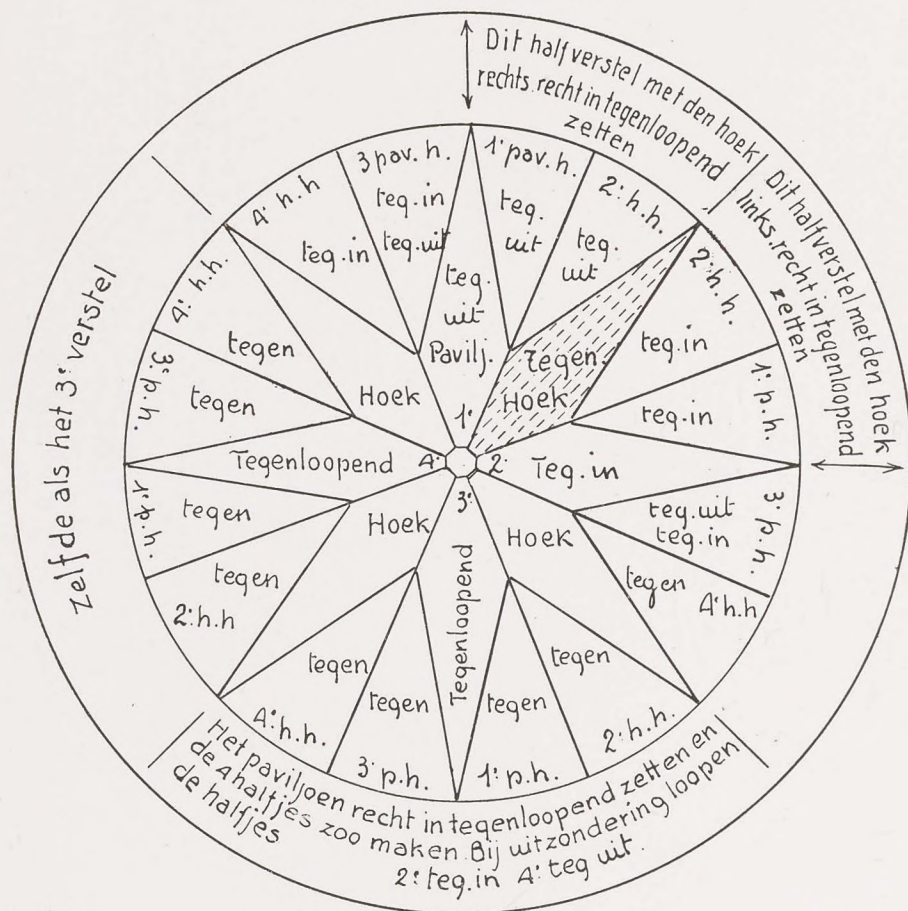 Dit halfverstel met den hoek
rechts.recht in tegenloopend
zetten
Dit halfverstel met den hoek
links.recht in tegenloopend
zetten
zelfde als het 3e verstel
4e h.h
teg.in
3 pav. h.
teg.in
teg.uit
teg.
uit
Pavilj.
1e
1e pav. h.
teg.
uit
2e h.h.
teg.
uit
Tegen.
Hoek
2e h.h.
teg.in
1e p.h.
teg.in
2e
Teg.in
3e p.h.
teg.uit
teg.in
4e h.h
tegen
Hoek
2e h.h.
tegen
1e p.h.
tegen
3e
Tegenloopend
3e p.h.
tegen
4e h.h.
tegen
Hoek
2e h.h
tegen
1e p.h.
tegen
4e
Tegenloopend
3e p.h.
tegen
4e h.h.
tegen
Hoek
Het paviljoen recht in tegenloopend zetten en
de 4 halfjes zoo maken. Bij uitzondering loopen
de halfjes
2e teg.in 4e teg uit.